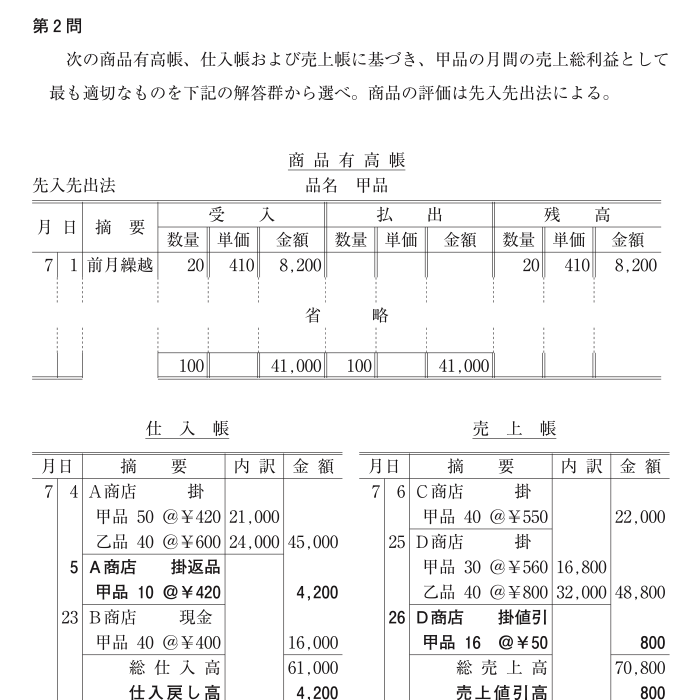 第2問
次の商品有高帳、仕入帳および売上帳に基づき、甲品の月間の売上総利益として
最も適切なものを下記の解答群から選べ。商品の評価は先入先出法による。
商品有高帳
先入先出法 品名 甲品
月 日 摘 要 受 入 払 出 残 高
数量 単価 金額 数量 単価 金額 数量 単価 金額
7 1 前月繰越 20 410 8,200 20 410 8,200
省 略
100 41,000 100 41,000
仕 入 帳
月日 摘 要 内 訳 金 額
7 4 A商店 掛
甲品 50 @¥420 21,000
乙品 40 @¥600 24,000 45,000
5 A商店 掛返品
甲品 10 @¥420 4,200
23 B商店 現金
甲品 40 @¥400 16,000
総 仕 入 高 61,000
仕入戻し高 4,200
売 上 帳
月日 摘 要 内 訳 金 額
7 6 C商店 掛
甲品 40 @¥550 22,000
25 D商店 掛
甲品 30 @¥560 16,800
乙品 40 @¥800 32,000 48,800
26 D商店 掛値引
甲品 16 @¥50 800
総 売 上 高 70,800
売上値引高 800